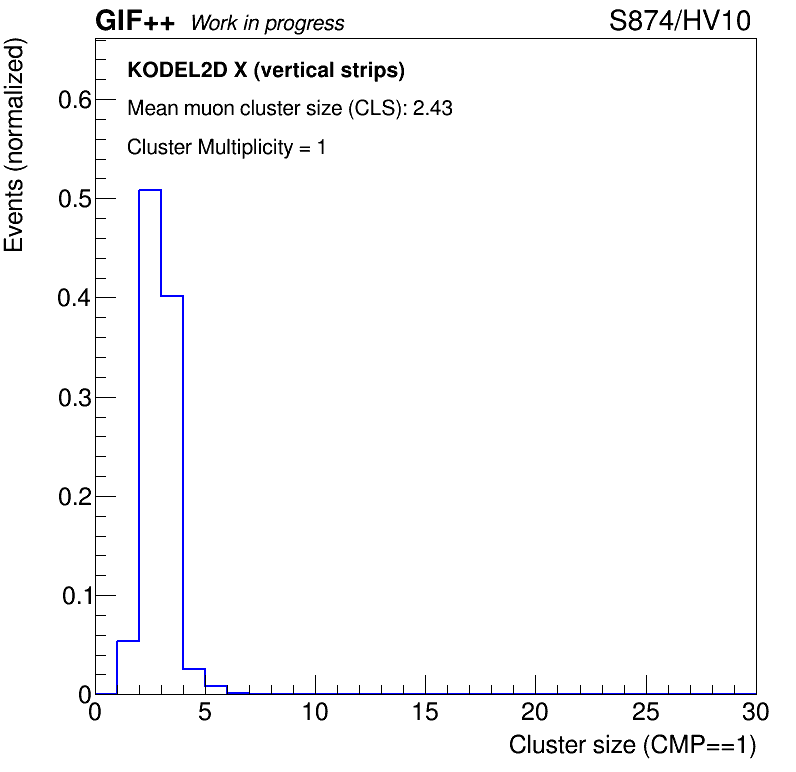 GIF++ Work in progress S874/HV10
KODEL2D X (vertical strips)
Mean muon cluster size (CLS): 2.43
Cluster Multiplicity = 1
Events (normalized)
0.6
0.5
0.4
0.3
0.2
0.1
0
0 5 10 15 20 25 30
Cluster size (CMP==1)